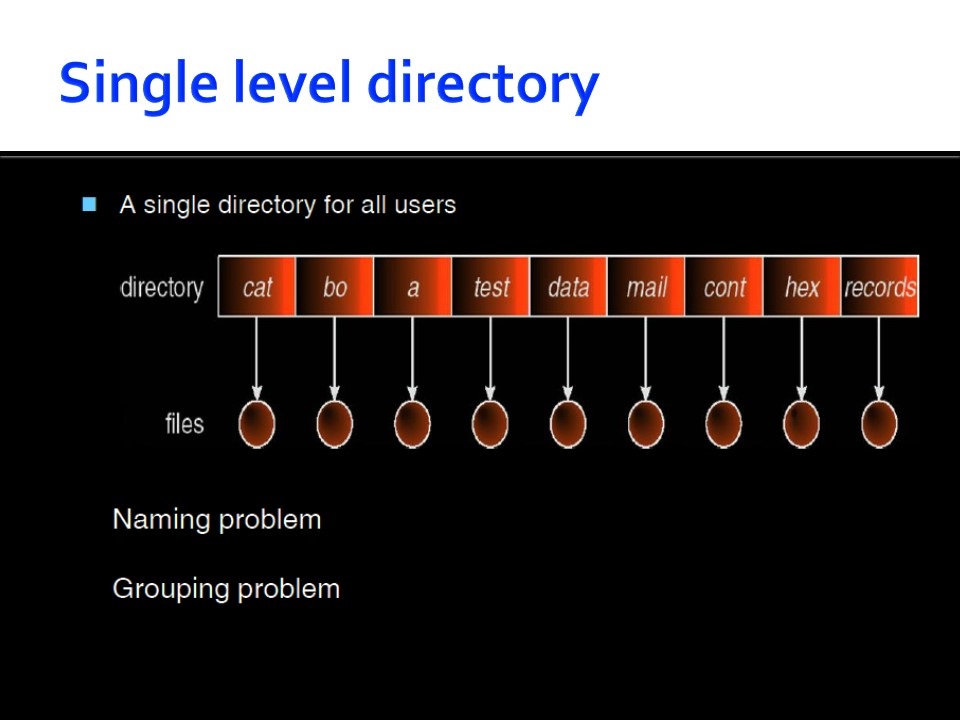 Single level directory
A single directory for all users
directory cat bo a test data mail cont hex records
files
Naming problem
Grouping problem